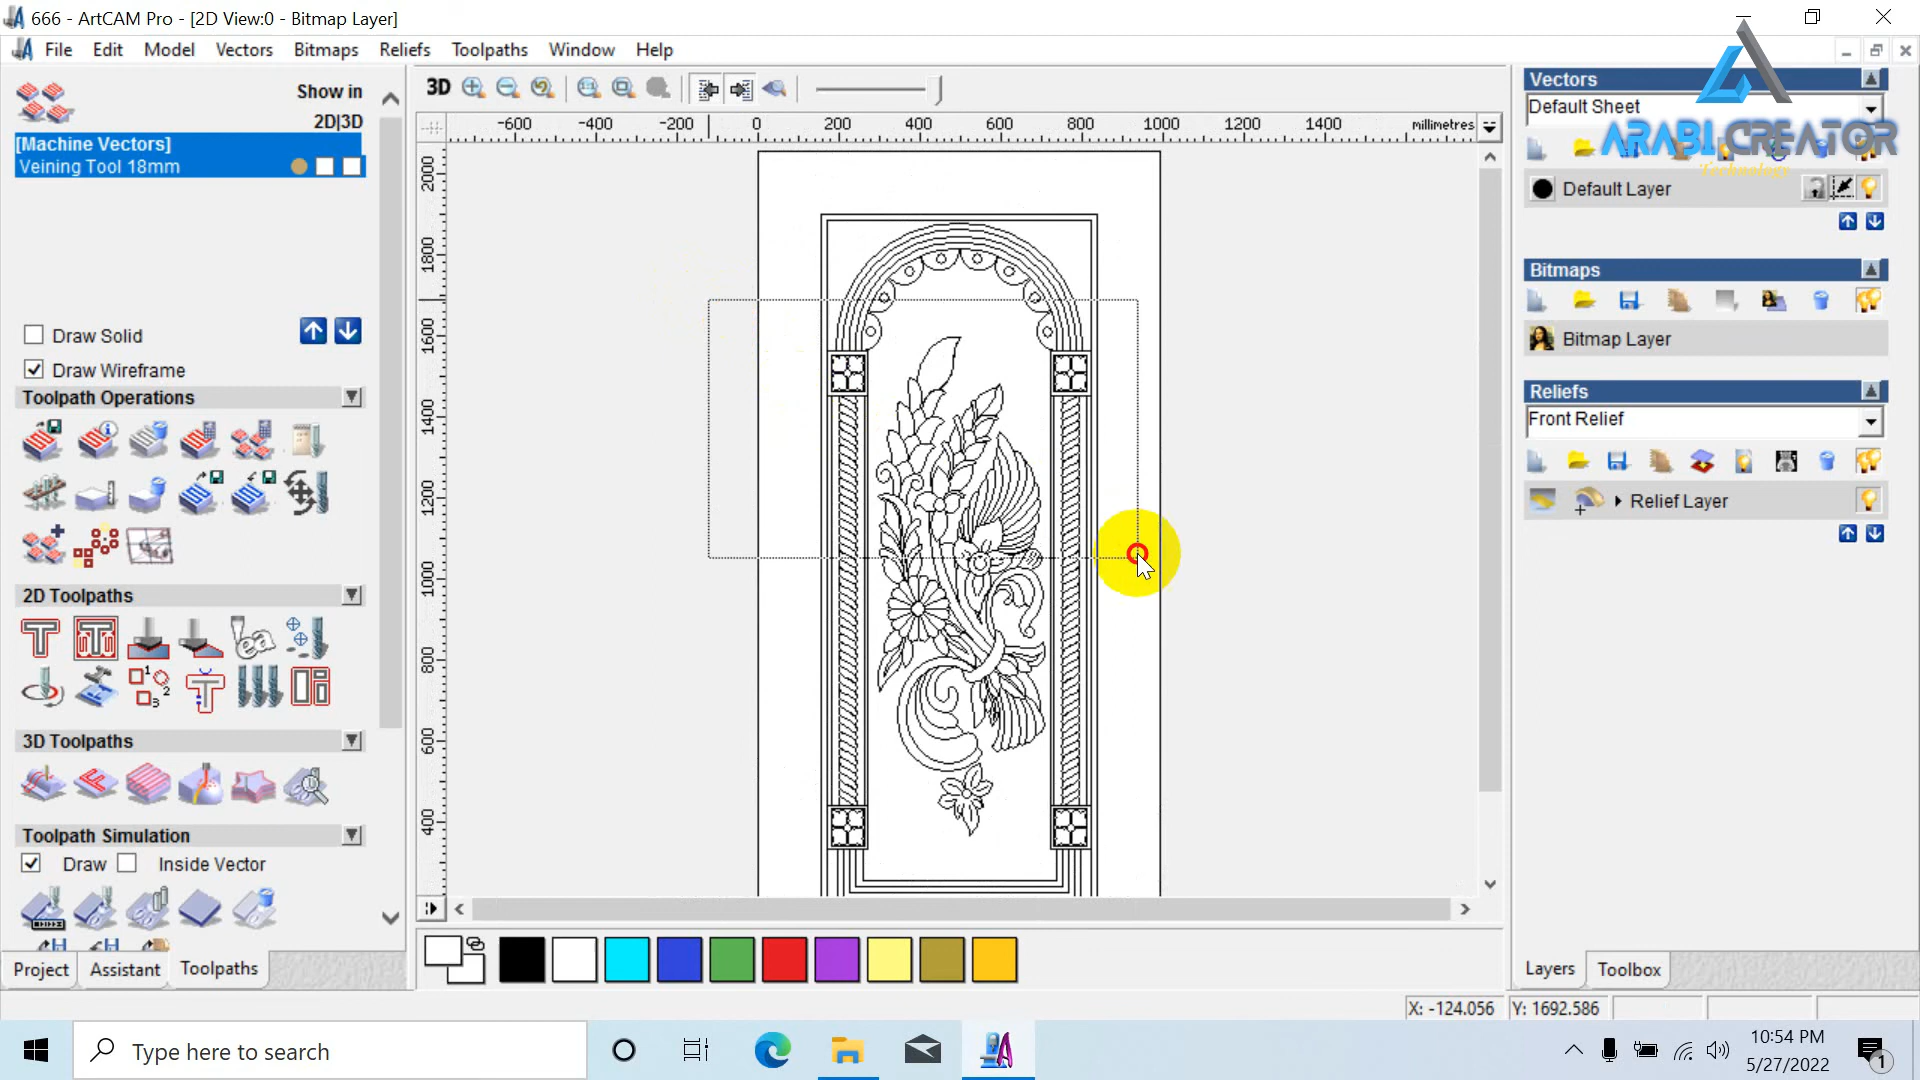 666 - ArtCAM Pro - [2D View:0 - Bitmap Layer]
File Edit Model Vectors Bitmaps Reliefs Toolpaths Window Help
Show in
2D|3D
[Machine Vectors]
Veining Tool 18mm
Draw Solid
Draw Wireframe
Toolpath Operations
2D Toolpaths
3D Toolpaths
Toolpath Simulation
Draw Inside Vector
Project Assistant Toolpaths
3D
-600 -400 -200 0 200 400 600 800 1000 1200 1400 millimetres
2000
1800
1600
1400
1200
1000
800
600
400
Vectors
Default Sheet
ARABI CREATOR
Technology
Default Layer
Bitmaps
Bitmap Layer
Reliefs
Front Relief
Relief Layer
Layers Toolbox
X: -124.056 Y: 1692.586
Type here to search
10:54 PM
5/27/2022
1